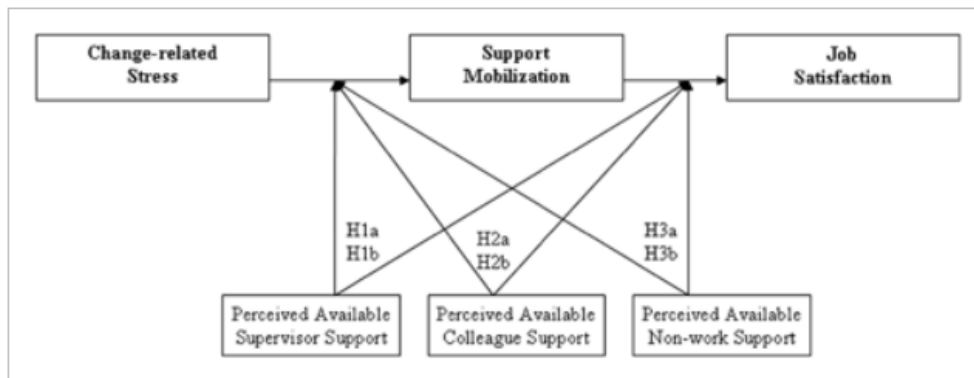 Change-related
Stress
Support
Mobilization
Job
Satisfaction
H1a
H1b
H2a
H2b
H3a
H3b
Perceived Available
Supervisor Support
Perceived Available
Colleague Support
Perceived Available
Non-work Support